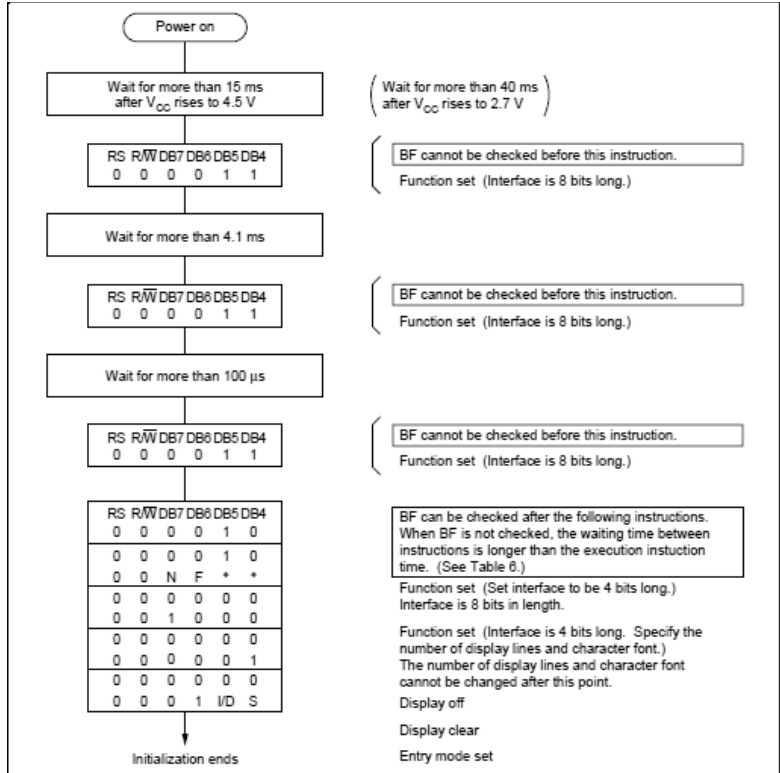 Power on
Wait for more than 15 ms
after VCC rises to 4.5 V
Wait for more than 40 ms
after VCC rises to 2.7 V
RS R/W̅ DB7 DB6 DB5 DB4
0 0 0 0 1 1
BF cannot be checked before this instruction.
Function set (Interface is 8 bits long.)
Wait for more than 4.1 ms
RS R/W̅ DB7 DB6 DB5 DB4
0 0 0 0 1 1
BF cannot be checked before this instruction.
Function set (Interface is 8 bits long.)
Wait for more than 100 µs
RS R/W̅ DB7 DB6 DB5 DB4
0 0 0 0 1 1
BF cannot be checked before this instruction.
Function set (Interface is 8 bits long.)
RS R/W̅ DB7 DB6 DB5 DB4
0 0 0 0 1 0
0 0 0 0 1 0
0 0 N F * *
0 0 0 0 0 0
0 0 1 0 0 0
0 0 0 0 0 0
0 0 0 0 0 1
0 0 0 0 0 0
0 0 0 1 I/D S
Initialization ends
BF can be checked after the following instructions.
When BF is not checked, the waiting time between
instructions is longer than the execution instuction
time. (See Table 6.)
Function set (Set interface to be 4 bits long.)
Interface is 8 bits in length.
Function set (Interface is 4 bits long. Specify the
number of display lines and character font.)
The number of display lines and character font
cannot be changed after this point.
Display off
Display clear
Entry mode set